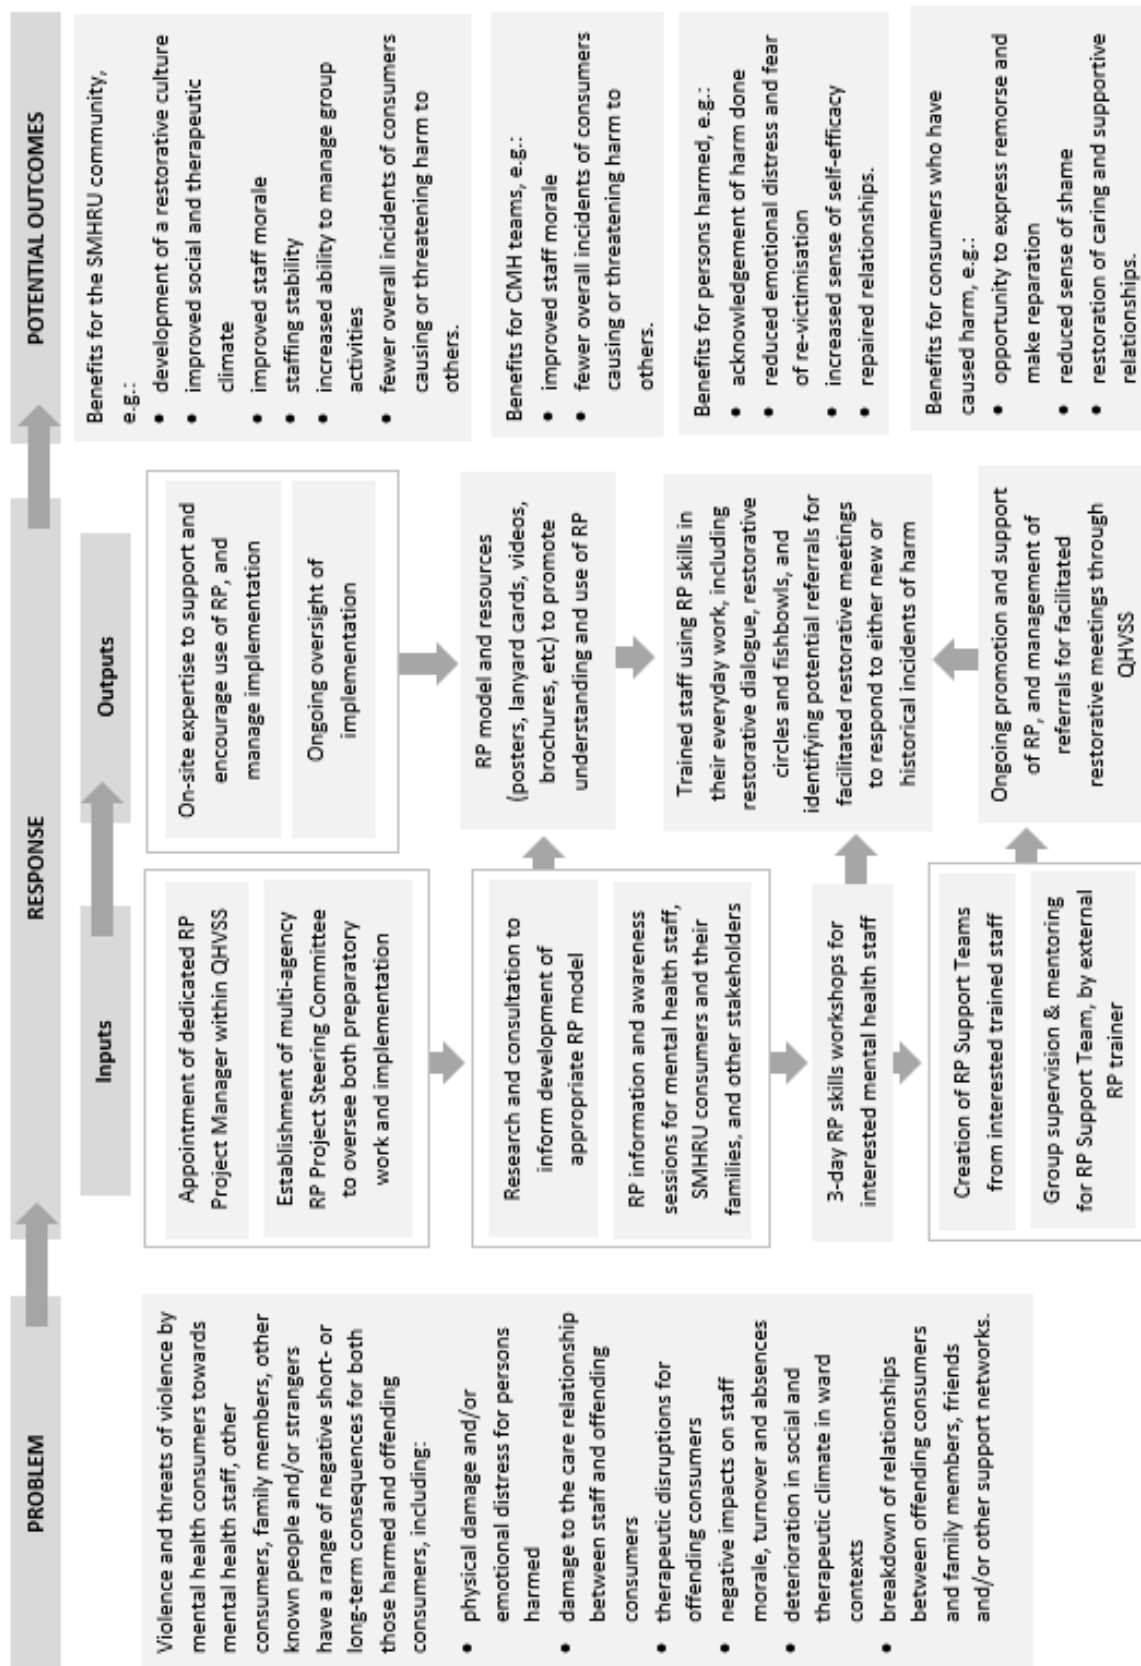 PROBLEM
RESPONSE
POTENTIAL OUTCOMES
Inputs
Outputs
Violence and threats of violence by
mental health consumers towards
mental health staff, other
consumers, family members, other
known people and/or strangers
have a range of negative short- or
long-term consequences for both
those harmed and offending
consumers, including:
• physical damage and/or
emotional distress for persons
harmed
• damage to the care relationship
between staff and offending
consumers
• therapeutic disruptions for
offending consumers
• negative impacts on staff
morale, turnover and absences
• deterioration in social and
therapeutic climate in ward
contexts
• breakdown of relationships
between offending consumers
and family members, friends
and/or other support networks.
Appointment of dedicated RP
Project Manager within QHVSS
Establishment of multi-agency
RP Project Steering Committee
to oversee both preparatory
work and implementation
Research and consultation to
inform development of
appropriate RP model
RP information and awareness
sessions for mental health staff,
SMHRU consumers and their
families, and other stakeholders
3-day RP skills workshops for
interested mental health staff
Creation of RP Support Teams
from interested trained staff
Group supervision & mentoring
for RP Support Team, by external
RP trainer
On-site expertise to support and
encourage use of RP, and
manage implementation
Ongoing oversight of
implementation
RP model and resources
(posters, lanyard cards, videos,
brochures, etc) to promote
understanding and use of RP
Trained staff using RP skills in
their everyday work, including
restorative dialogue, restorative
circles and fishbowls, and
identifying potential referrals for
facilitated restorative meetings
to respond to either new or
historical incidents of harm
Ongoing promotion and support
of RP, and management of
referrals for facilitated
restorative meetings through
QHVSS
Benefits for the SMHRU community,
e.g.:
• development of a restorative culture
• improved social and therapeutic
climate
• improved staff morale
• staffing stability
• increased ability to manage group
activities
• fewer overall incidents of consumers
causing or threatening harm to
others.
Benefits for CMH teams, e.g.:
• improved staff morale
• fewer overall incidents of consumers
causing or threatening harm to
others.
Benefits for persons harmed, e.g.:
• acknowledgement of harm done
• reduced emotional distress and fear
of re-victimisation
• increased sense of self-efficacy
• repaired relationships.
Benefits for consumers who have
caused harm, e.g.:
• opportunity to express remorse and
make reparation
• reduced sense of shame
• restoration of caring and supportive
relationships.